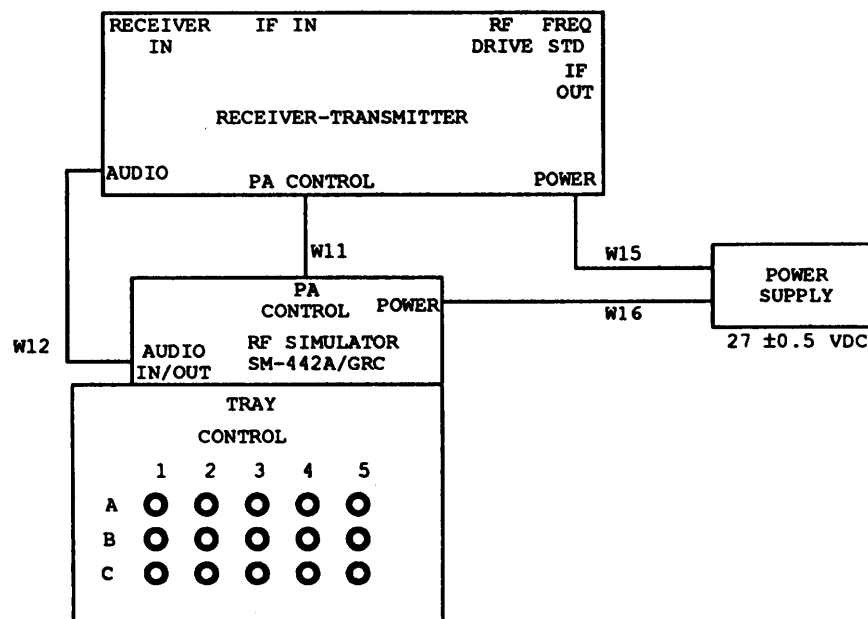 RECEIVER IN
IF IN
RF DRIVE
FREQ STD
IF OUT
RECEIVER-TRANSMITTER
AUDIO
PA CONTROL
POWER
W11
W15
POWER SUPPLY
27 ±0.5 VDC
W16
PA CONTROL
POWER
W12
AUDIO IN/OUT
RF SIMULATOR
SM-442A/GRC
TRAY
CONTROL
1 2 3 4 5
A
B
C